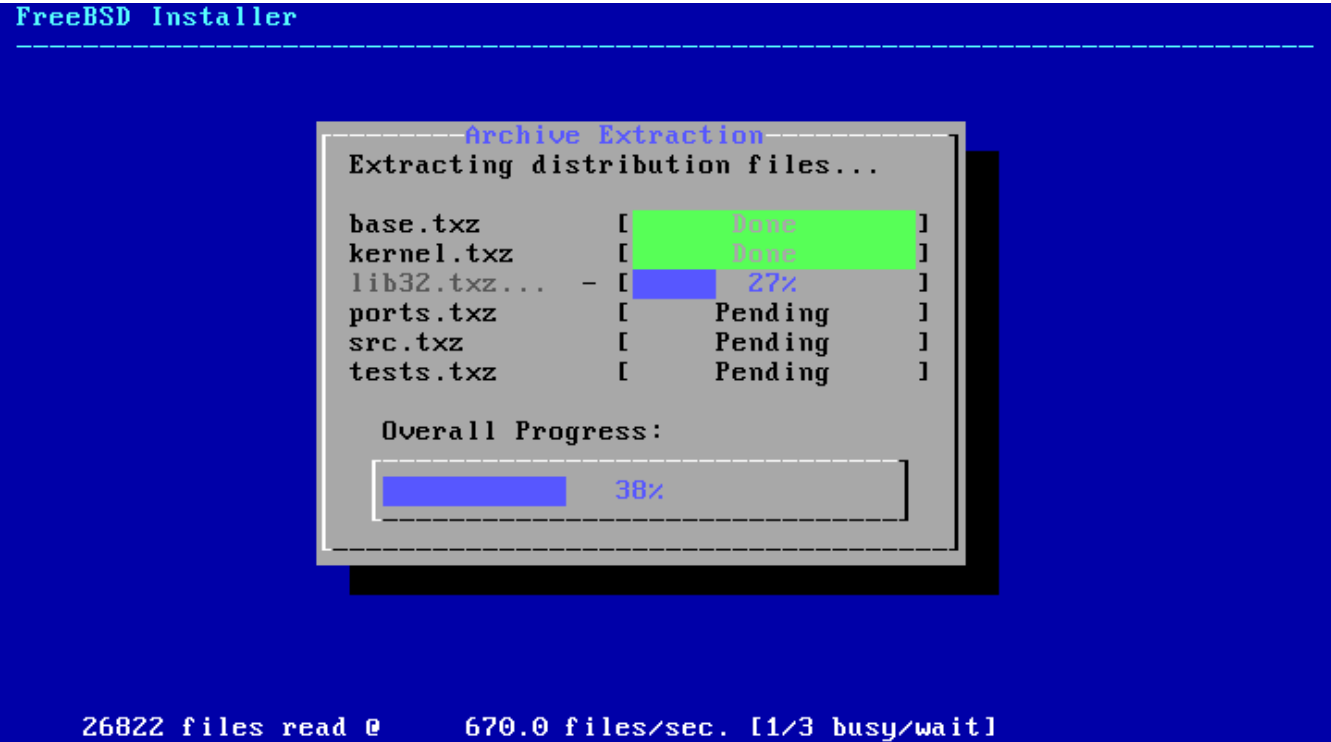 FreeBSD Installer
Archive Extraction
Extracting distribution files...
base.txz [ Done ]
kernel.txz [ Done ]
lib32.txz... - [ 27% ]
ports.txz [ Pending ]
src.txz [ Pending ]
tests.txz [ Pending ]
Overall Progress:
38%
26822 files read @ 670.0 files/sec. [1/3 busy/wait]